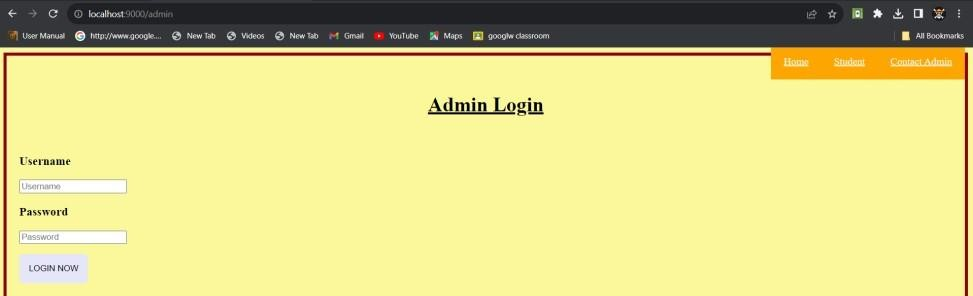 localhost:9000/admin
User Manual http://www.google.... New Tab Videos New Tab Gmail YouTube Maps googlw classroom All Bookmarks
Home Student Contact Admin
Admin Login
Username
Username
Password
Password
LOGIN NOW